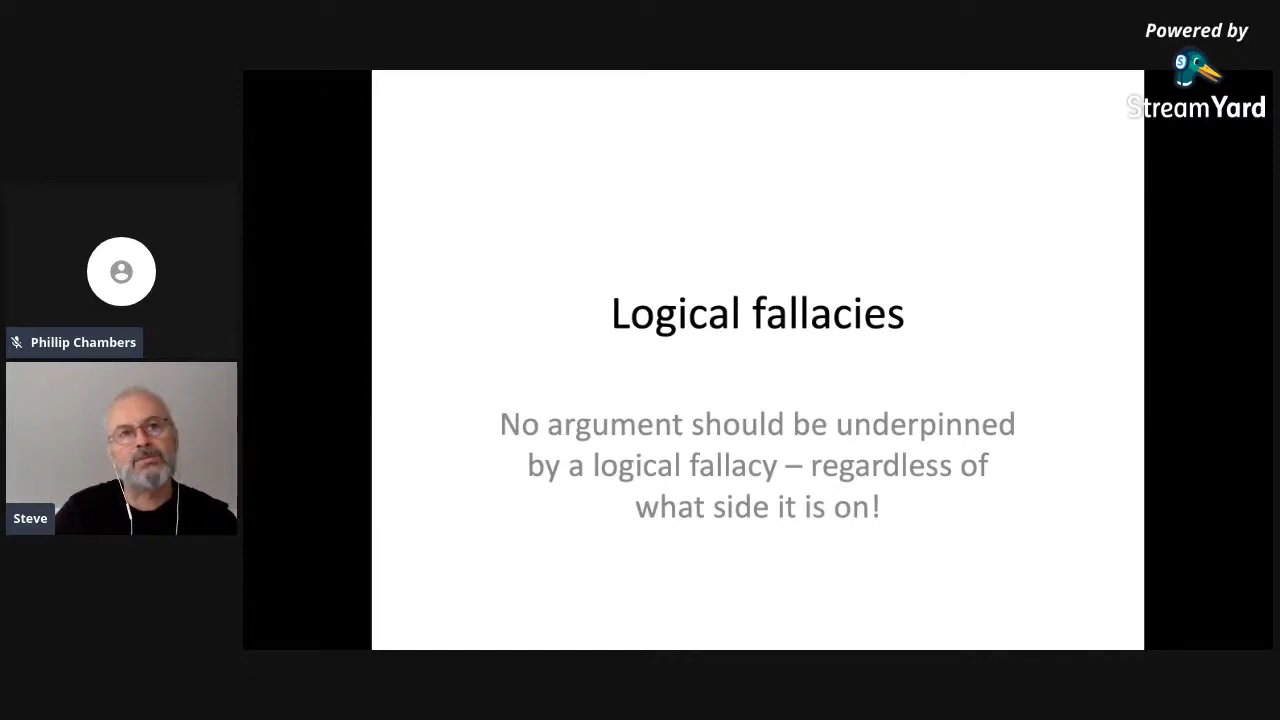 Powered by
StreamYard
Logical fallacies
No argument should be underpinned
by a logical fallacy – regardless of
what side it is on!
Phillip Chambers
Steve